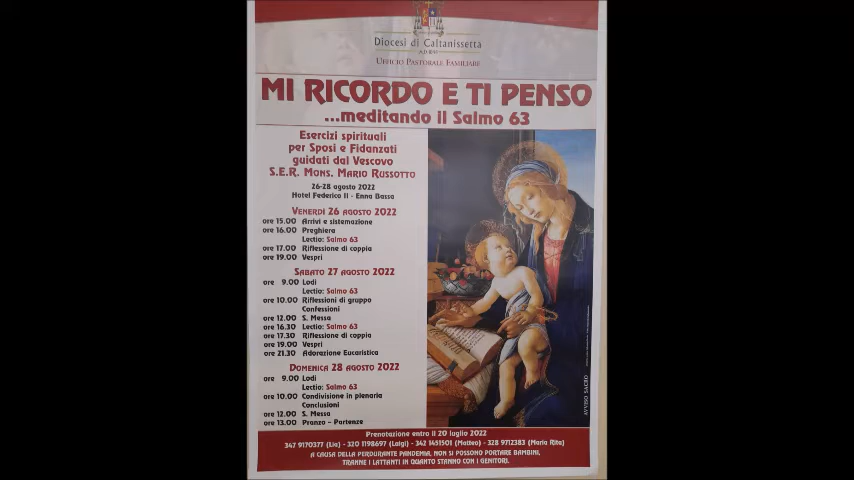 Diocesi di Caltanissetta
Ufficio Pastorale Familiare
MI RICORDO E TI PENSO
...meditando il Salmo 63
Esercizi spirituali
per Sposi e Fidanzati
guidati dal Vescovo
S.E.R. Mons. Mario Russotto
26-28 agosto 2022
Hotel Federico II - Enna Bassa
Venerdì 26 agosto 2022
ore 15.00 Arrivi e sistemazione
ore 16.00 Preghiera
Lectio: Salmo 63
ore 17.00 Riflessione di coppia
ore 19.00 Vespri
Sabato 27 agosto 2022
ore 9.00 Lodi
Lectio: Salmo 63
ore 10.00 Riflessioni di gruppo
Confessioni
ore 12.00 S. Messa
ore 16.30 Lectio: Salmo 63
ore 17.30 Riflessione di coppia
ore 19.00 Vespri
ore 21.30 Adorazione Eucaristica
Domenica 28 agosto 2022
ore 9.00 Lodi
Lectio: Salmo 63
ore 10.00 Condivisione in plenaria
Conclusioni
ore 12.00 S. Messa
ore 13.00 Pranzo - Partenze
AVVISO SACRO
Prenotazione entro il 20 luglio 2022
347 9170377 (Lia) - 320 1198697 (Luigi) - 342 1451501 (Matteo) - 328 9712383 (Maria Rita)
A CAUSA DELLA PERDURANTE PANDEMIA, NON SI POSSONO PORTARE BAMBINI,
TRANNE I LATTANTI IN QUANTO STANNO CON I GENITORI.